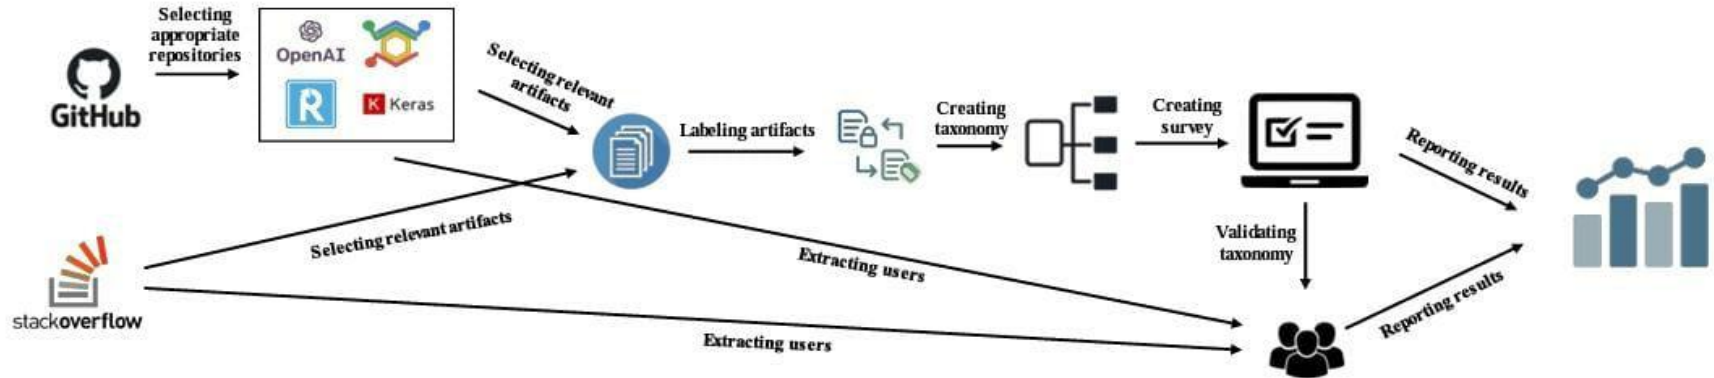 Selecting
appropriate
repositories
GitHub
OpenAI
R
K Keras
Selecting relevant
artifacts
Labeling artifacts
Creating
taxonomy
Creating
survey
Reporting results
Validating
taxonomy
Selecting relevant artifacts
Extracting users
stackoverflow
Extracting users
Reporting results